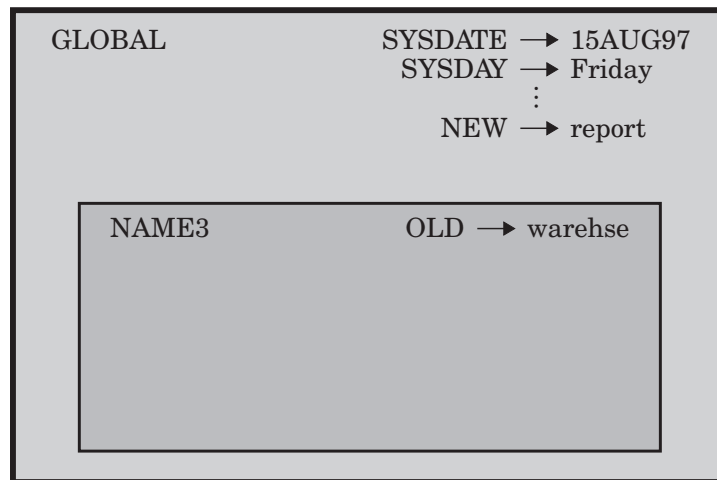 GLOBAL SYSDATE → 15AUG97
SYSDAY → Friday
⋮
NEW → report
NAME3 OLD → warehse